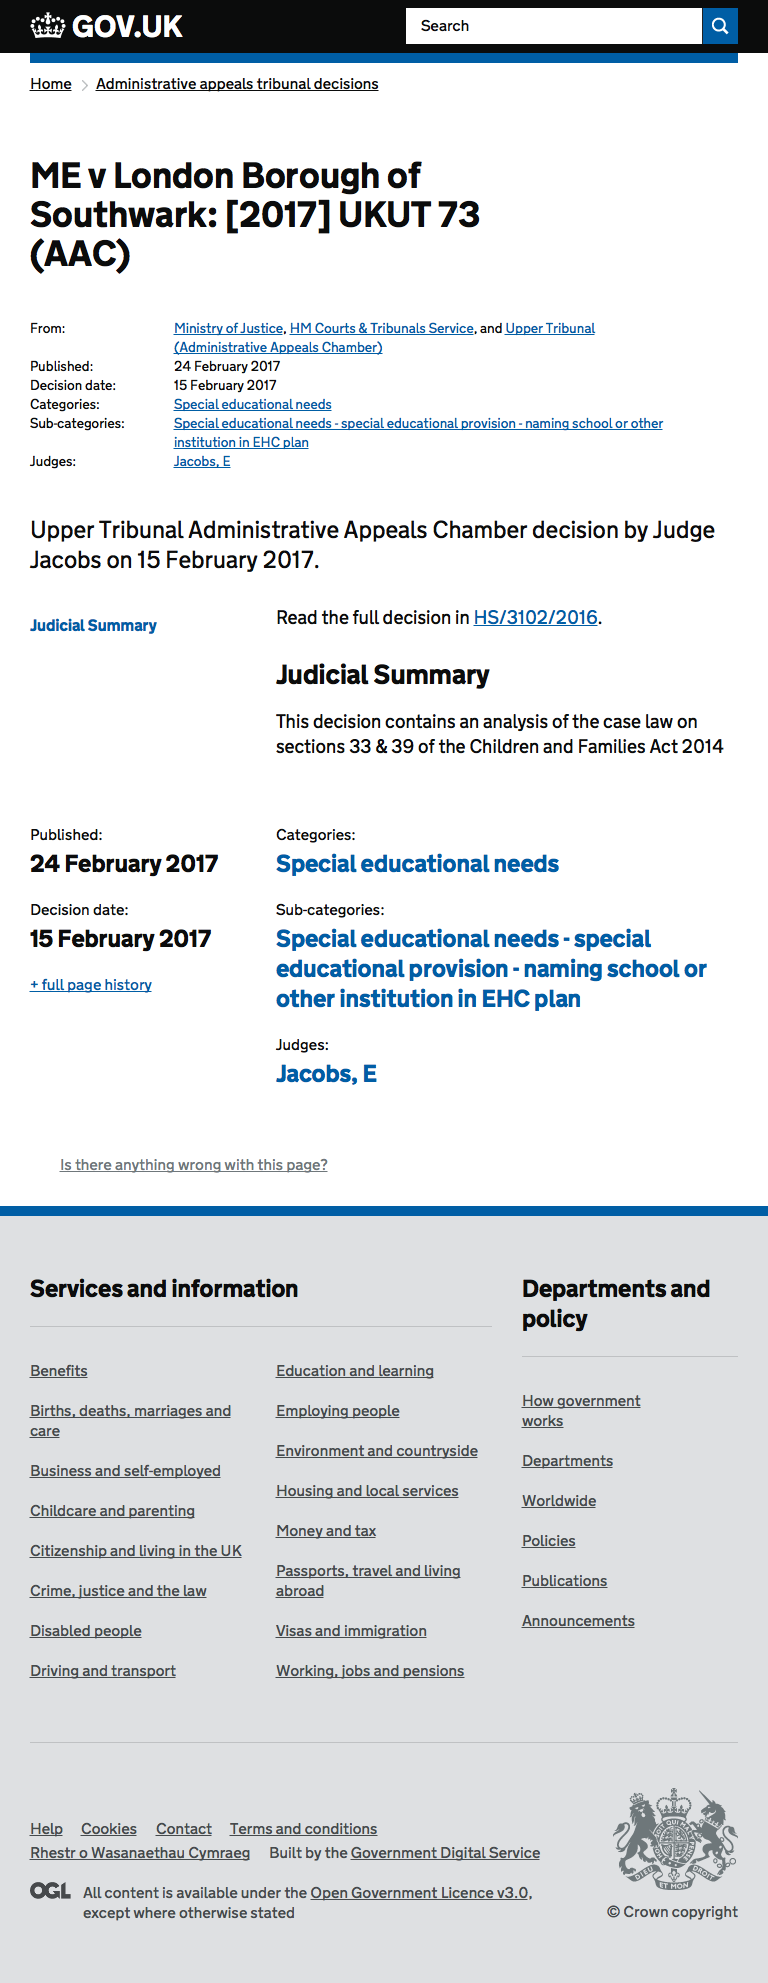 GOV.UK
Search
Home
Administrative appeals tribunal decisions
ME v London Borough of
Southwark: [2017] UKUT 73
(AAC)
From: Ministry of Justice, HM Courts & Tribunals Service, and Upper Tribunal
(Administrative Appeals Chamber)
Published: 24 February 2017
Decision date: 15 February 2017
Categories: Special educational needs
Sub-categories: Special educational needs - special educational provision - naming school or other
institution in EHC plan
Judges: Jacobs, E
Upper Tribunal Administrative Appeals Chamber decision by Judge
Jacobs on 15 February 2017.
Judicial Summary
Read the full decision in HS/3102/2016.
Judicial Summary
This decision contains an analysis of the case law on
sections 33 & 39 of the Children and Families Act 2014
Published:
24 February 2017
Decision date:
15 February 2017
+ full page history
Categories:
Special educational needs
Sub-categories:
Special educational needs - special
educational provision - naming school or
other institution in EHC plan
Judges:
Jacobs, E
Is there anything wrong with this page?
Services and information
Benefits
Births, deaths, marriages and
care
Business and self-employed
Childcare and parenting
Citizenship and living in the UK
Crime, justice and the law
Disabled people
Driving and transport
Education and learning
Employing people
Environment and countryside
Housing and local services
Money and tax
Passports, travel and living
abroad
Visas and immigration
Working, jobs and pensions
Departments and
policy
How government
works
Departments
Worldwide
Policies
Publications
Announcements
Help
Cookies
Contact
Terms and conditions
Rhestr o Wasanaethau Cymraeg
Built by the Government Digital Service
OGL
All content is available under the Open Government Licence v3.0,
except where otherwise stated
DIEU ET MON DROIT
© Crown copyright